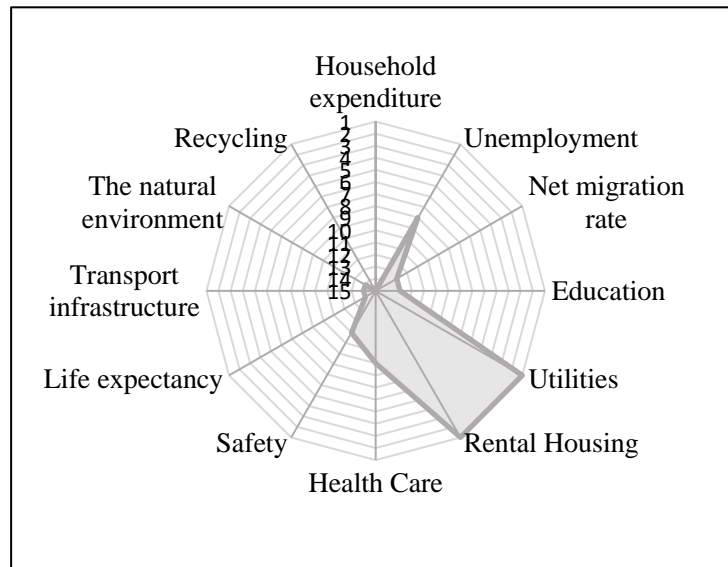 Household
expenditure
Unemployment
Net migration
rate
Education
Utilities
Rental Housing
Health Care
Safety
Life expectancy
Transport
infrastructure
The natural
environment
Recycling
1
2
3
4
5
6
7
8
9
10
11
12
13
14
15